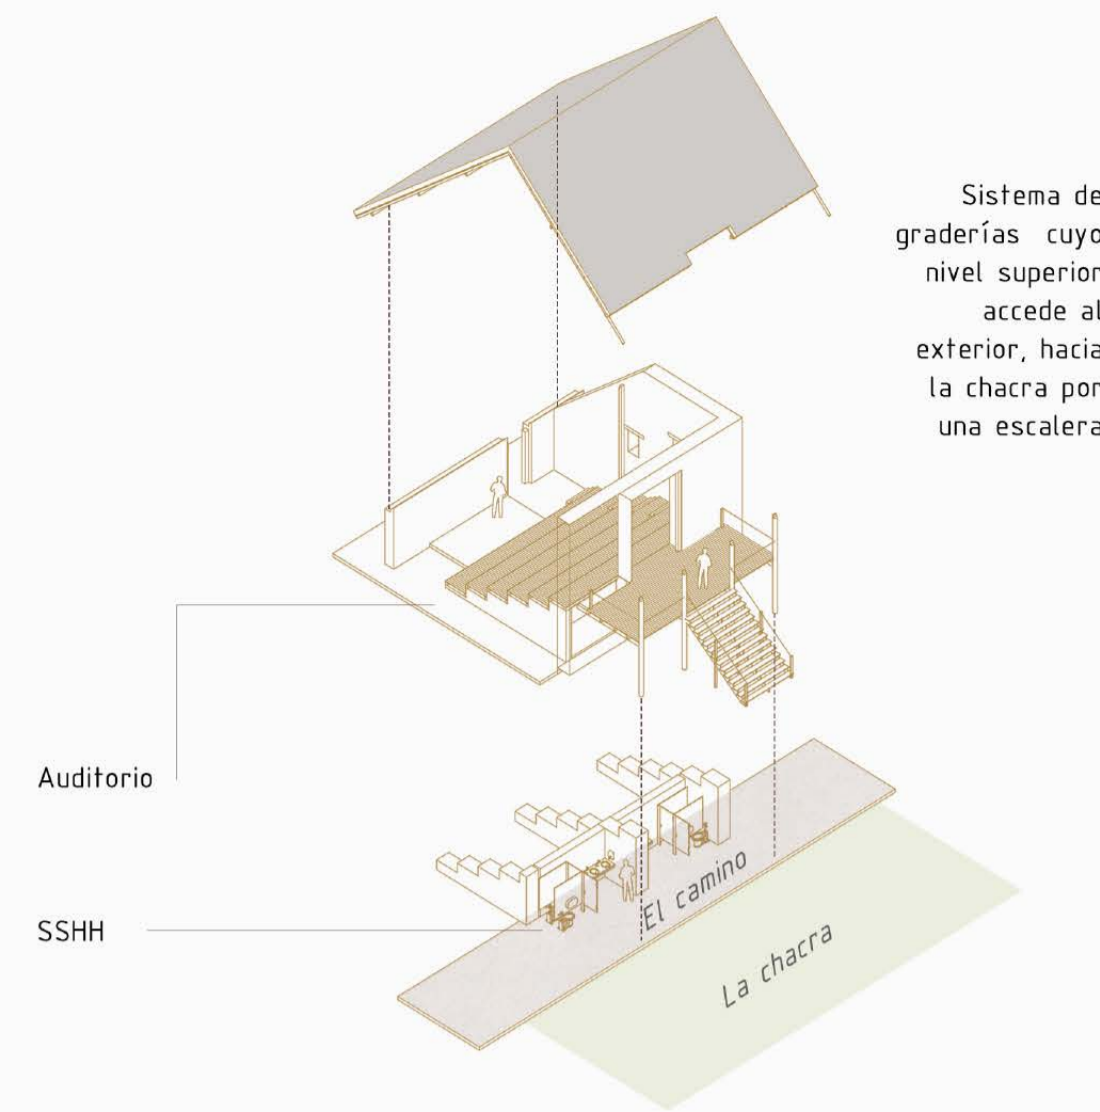 Sistema de
graderías cuyo
nivel superior
accede al
exterior, hacia
la chacra por
una escalera
Auditorio
SSHH
El camino
La chacra